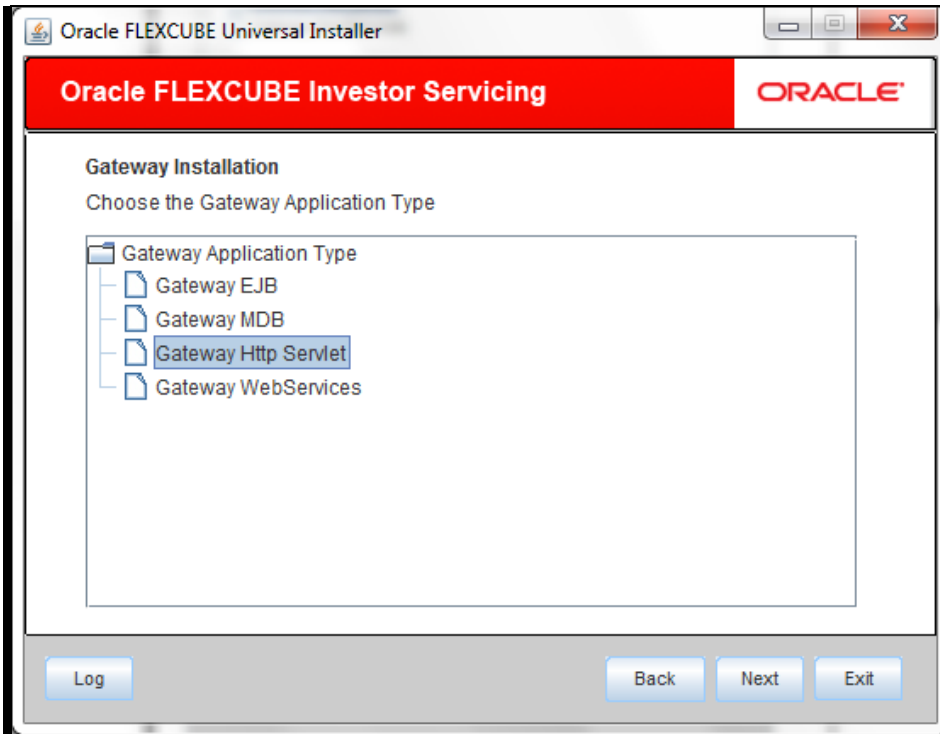 Oracle FLEXCUBE Universal Installer
Oracle FLEXCUBE Investor Servicing
ORACLE
Gateway Installation
Choose the Gateway Application Type
Gateway Application Type
Gateway EJB
Gateway MDB
Gateway Http Servlet
Gateway WebServices
Log
Back
Next
Exit